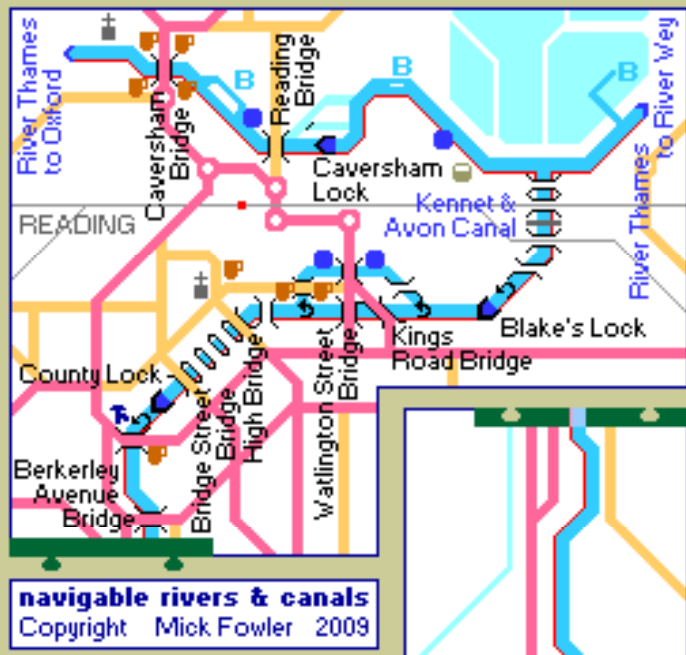 River Thames
to Oxford
B
Reading
Bridge
B
B
River Thames
to River Wey
Caversham
Bridge
Caversham
Lock
Kennet &
Avon Canal
READING
Blake's Lock
Kings
Road Bridge
County Lock
Bridge Street
Bridge
High Bridge
Watlington Street
Bridge
Berkerley
Avenue
Bridge
navigable rivers & canals
Copyright Mick Fowler 2009